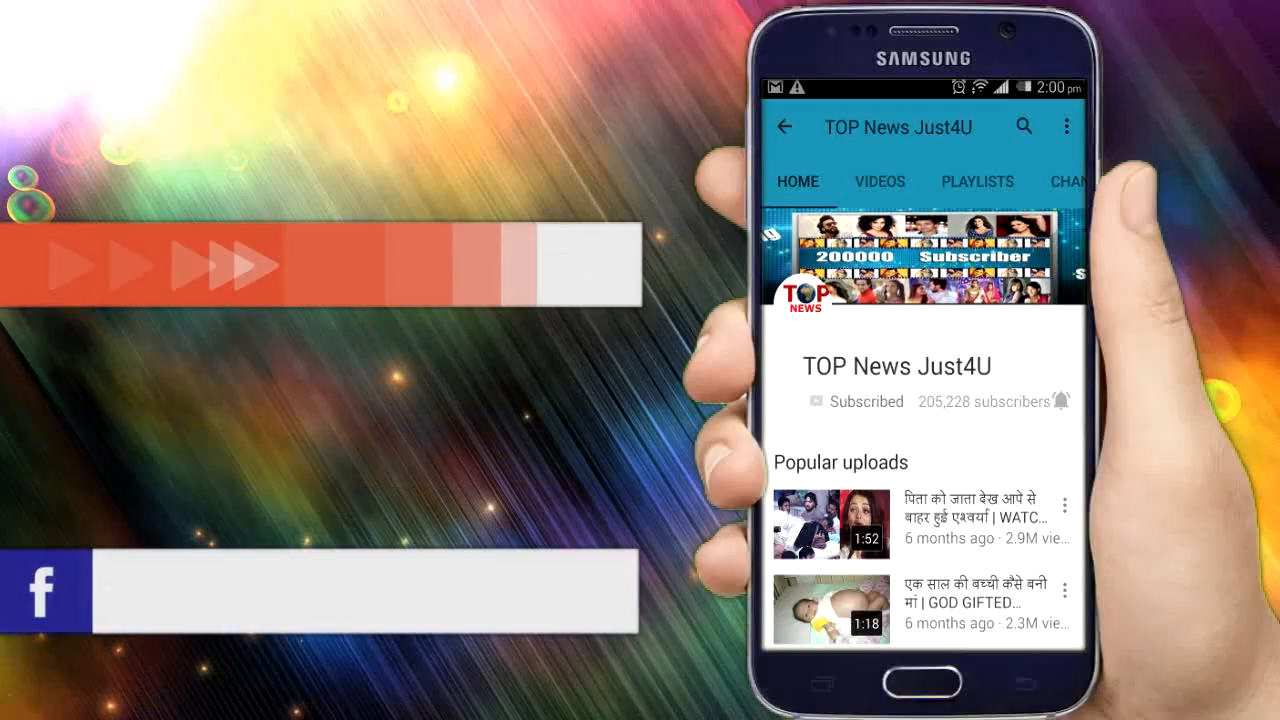 SAMSUNG
2:00 pm
TOP News Just4U
HOME VIDEOS PLAYLISTS CHAN
200000 Subscriber
TOP
NEWS
TOP News Just4U
Subscribed 205,228 subscribers
Popular uploads
पिता को जाता देख आपे से
बाहर हुई एश्वर्या | WATC...
1:52
6 months ago · 2.9M vie...
एक साल की बच्ची कैसे बनी
मां | GOD GIFTED...
1:18
6 months ago · 2.3M vie...
f